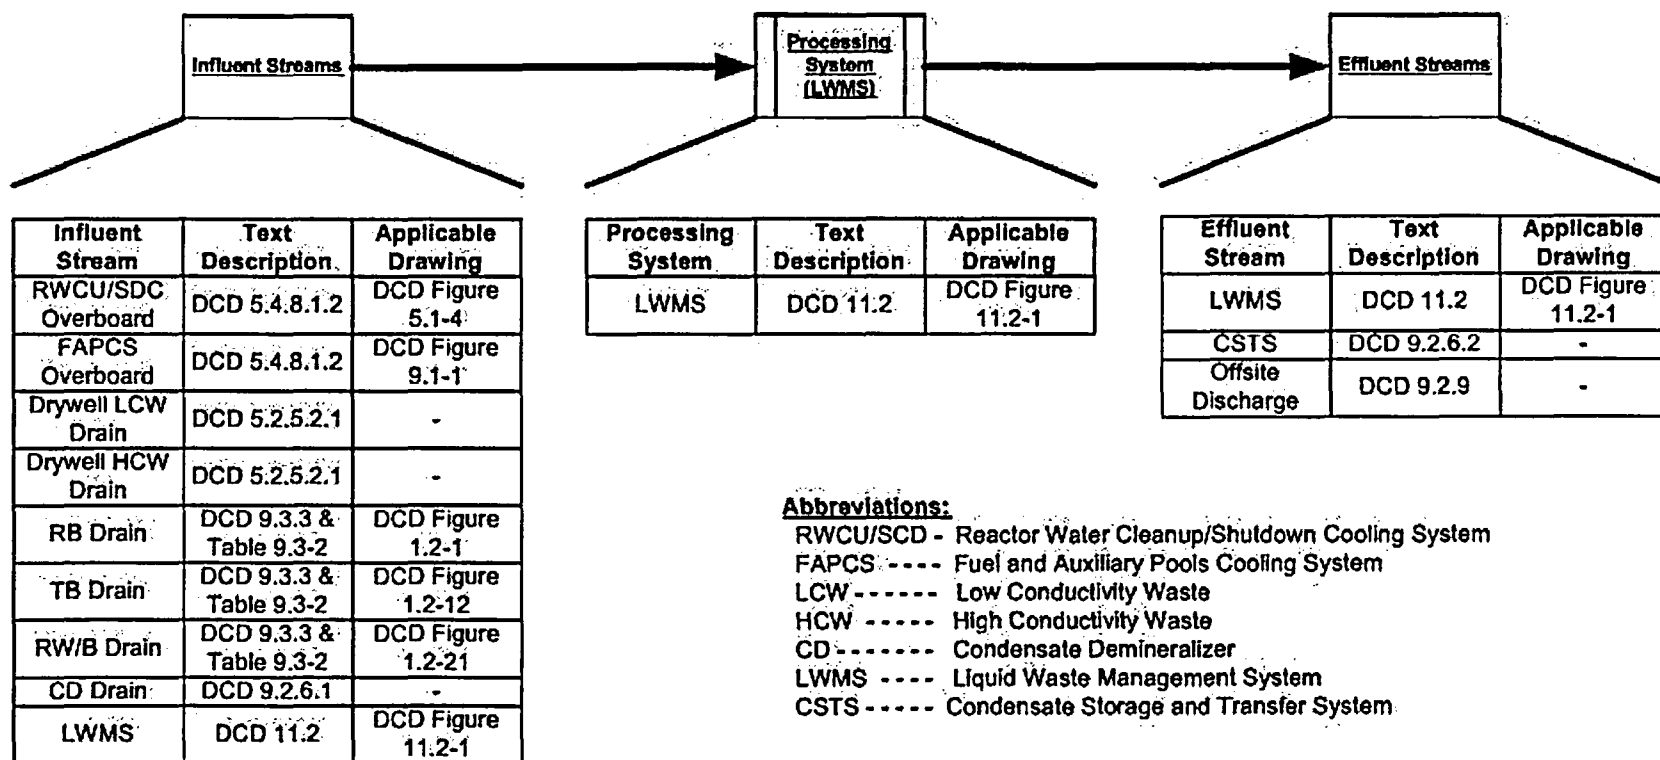 Influent Streams
Processing
System
(LWMS)
Effluent Streams
Influent Stream | Text Description | Applicable Drawing
RWCU/SDC Overboard | DCD 5.4.8.1.2 | DCD Figure 5.1-4
FAPCS Overboard | DCD 5.4.8.1.2 | DCD Figure 9.1-1
Drywell LCW Drain | DCD 5.2.5.2.1 | -
Drywell HCW Drain | DCD 5.2.5.2.1 | -
RB Drain | DCD 9.3.3 & Table 9.3-2 | DCD Figure 1.2-1
TB Drain | DCD 9.3.3 & Table 9.3-2 | DCD Figure 1.2-12
RW/B Drain | DCD 9.3.3 & Table 9.3-2 | DCD Figure 1.2-21
CD Drain | DCD 9.2.6.1 | -
LWMS | DCD 11.2 | DCD Figure 11.2-1
Processing System | Text Description | Applicable Drawing
LWMS | DCD 11.2 | DCD Figure 11.2-1
Effluent Stream | Text Description | Applicable Drawing
LWMS | DCD 11.2 | DCD Figure 11.2-1
CSTS | DCD 9.2.6.2 | -
Offsite Discharge | DCD 9.2.9 | -
Abbreviations:
RWCU/SCD - Reactor Water Cleanup/Shutdown Cooling System
FAPCS - - - - Fuel and Auxiliary Pools Cooling System
LCW - - - - - - Low Conductivity Waste
HCW - - - - - High Conductivity Waste
CD - - - - - - - Condensate Demineralizer
LWMS - - - - Liquid Waste Management System
CSTS - - - - - Condensate Storage and Transfer System